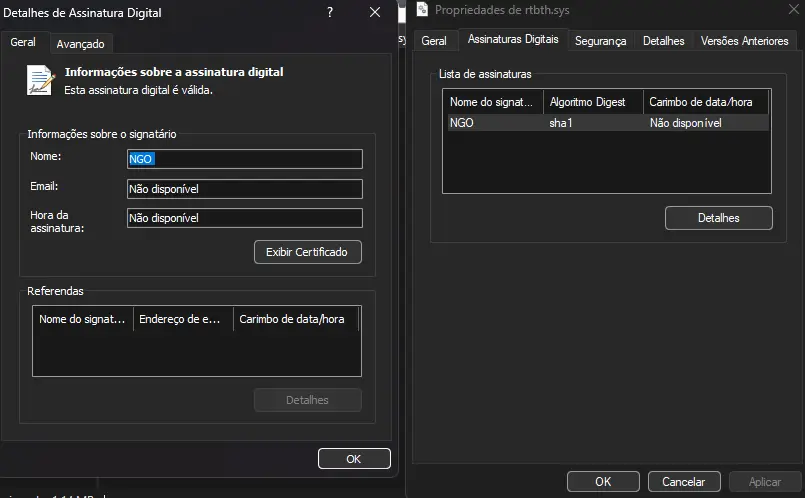 Detalhes de Assinatura Digital
Geral
Avançado
Informações sobre a assinatura digital
Esta assinatura digital é válida.
Informações sobre o signatário
Nome:
NGO
Email:
Não disponível
Hora da
assinatura:
Não disponível
Exibir Certificado
Referendas
Nome do signat...
Endereço de e...
Carimbo de data/hora
Detalhes
OK
Propriedades de rtbth.sys
Geral
Assinaturas Digitais
Segurança
Detalhes
Versões Anteriores
Lista de assinaturas
Nome do signat...
Algoritmo Digest
Carimbo de data/hora
NGO
sha1
Não disponível
Detalhes
OK
Cancelar
Aplicar